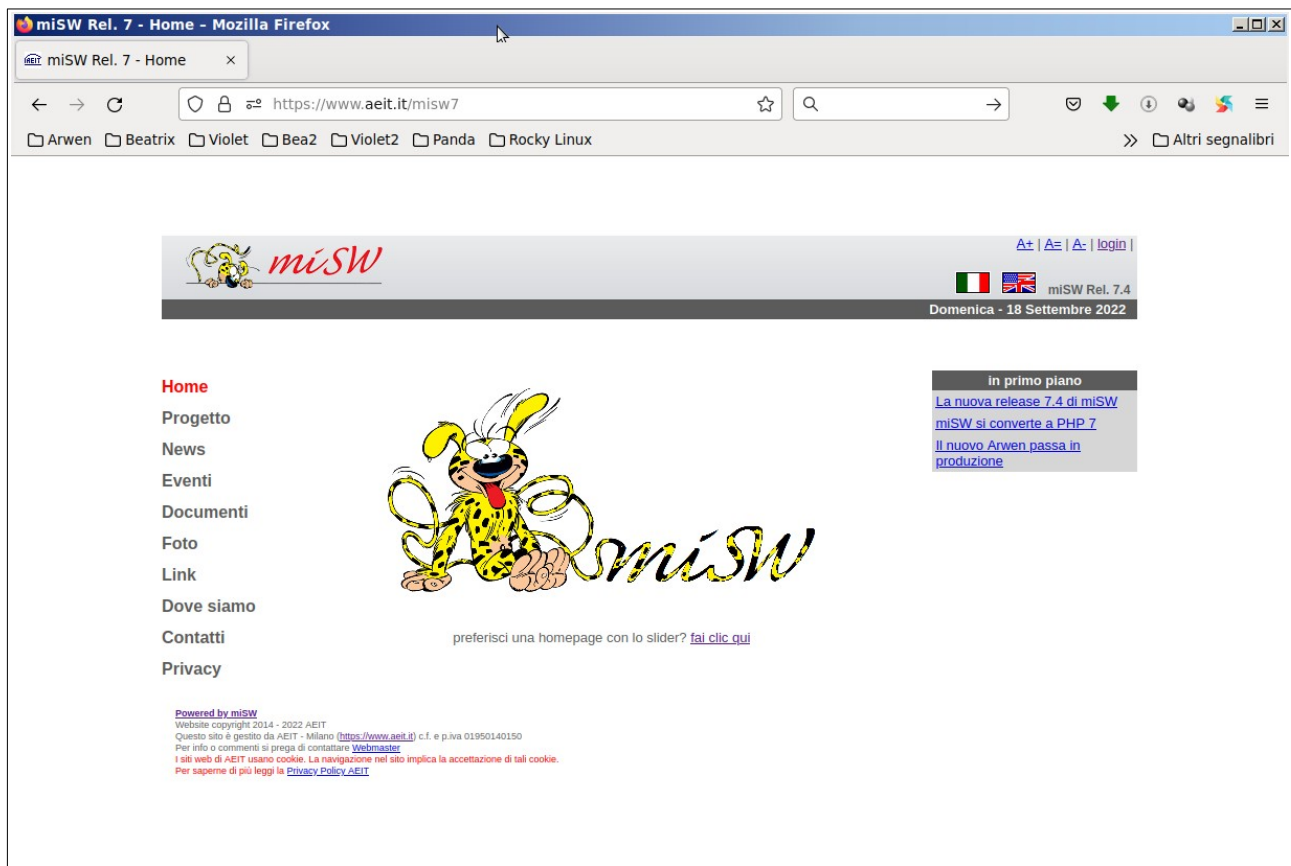 miSW Rel. 7 - Home – Mozilla Firefox
miSW Rel. 7 - Home
https://www.aeit.it/misw7
Arwen Beatrix Violet Bea2 Violet2 Panda Rocky Linux Altri segnalibri
miSW
A+ | A= | A- | login |
miSW Rel. 7.4
Domenica - 18 Settembre 2022
Home
Progetto
News
Eventi
Documenti
Foto
Link
Dove siamo
Contatti
Privacy
miSW
preferisci una homepage con lo slider? fai clic qui
in primo piano
La nuova release 7.4 di miSW
miSW si converte a PHP 7
Il nuovo Arwen passa in
produzione
Powered by miSW
Website copyright 2014 - 2022 AEIT
Questo sito è gestito da AEIT - Milano (https://www.aeit.it) c.f. e p.iva 01950140150
Per info o commenti si prega di contattare Webmaster
I siti web di AEIT usano cookie. La navigazione nel sito implica la accettazione di tali cookie.
Per saperne di più leggi la Privacy Policy AEIT